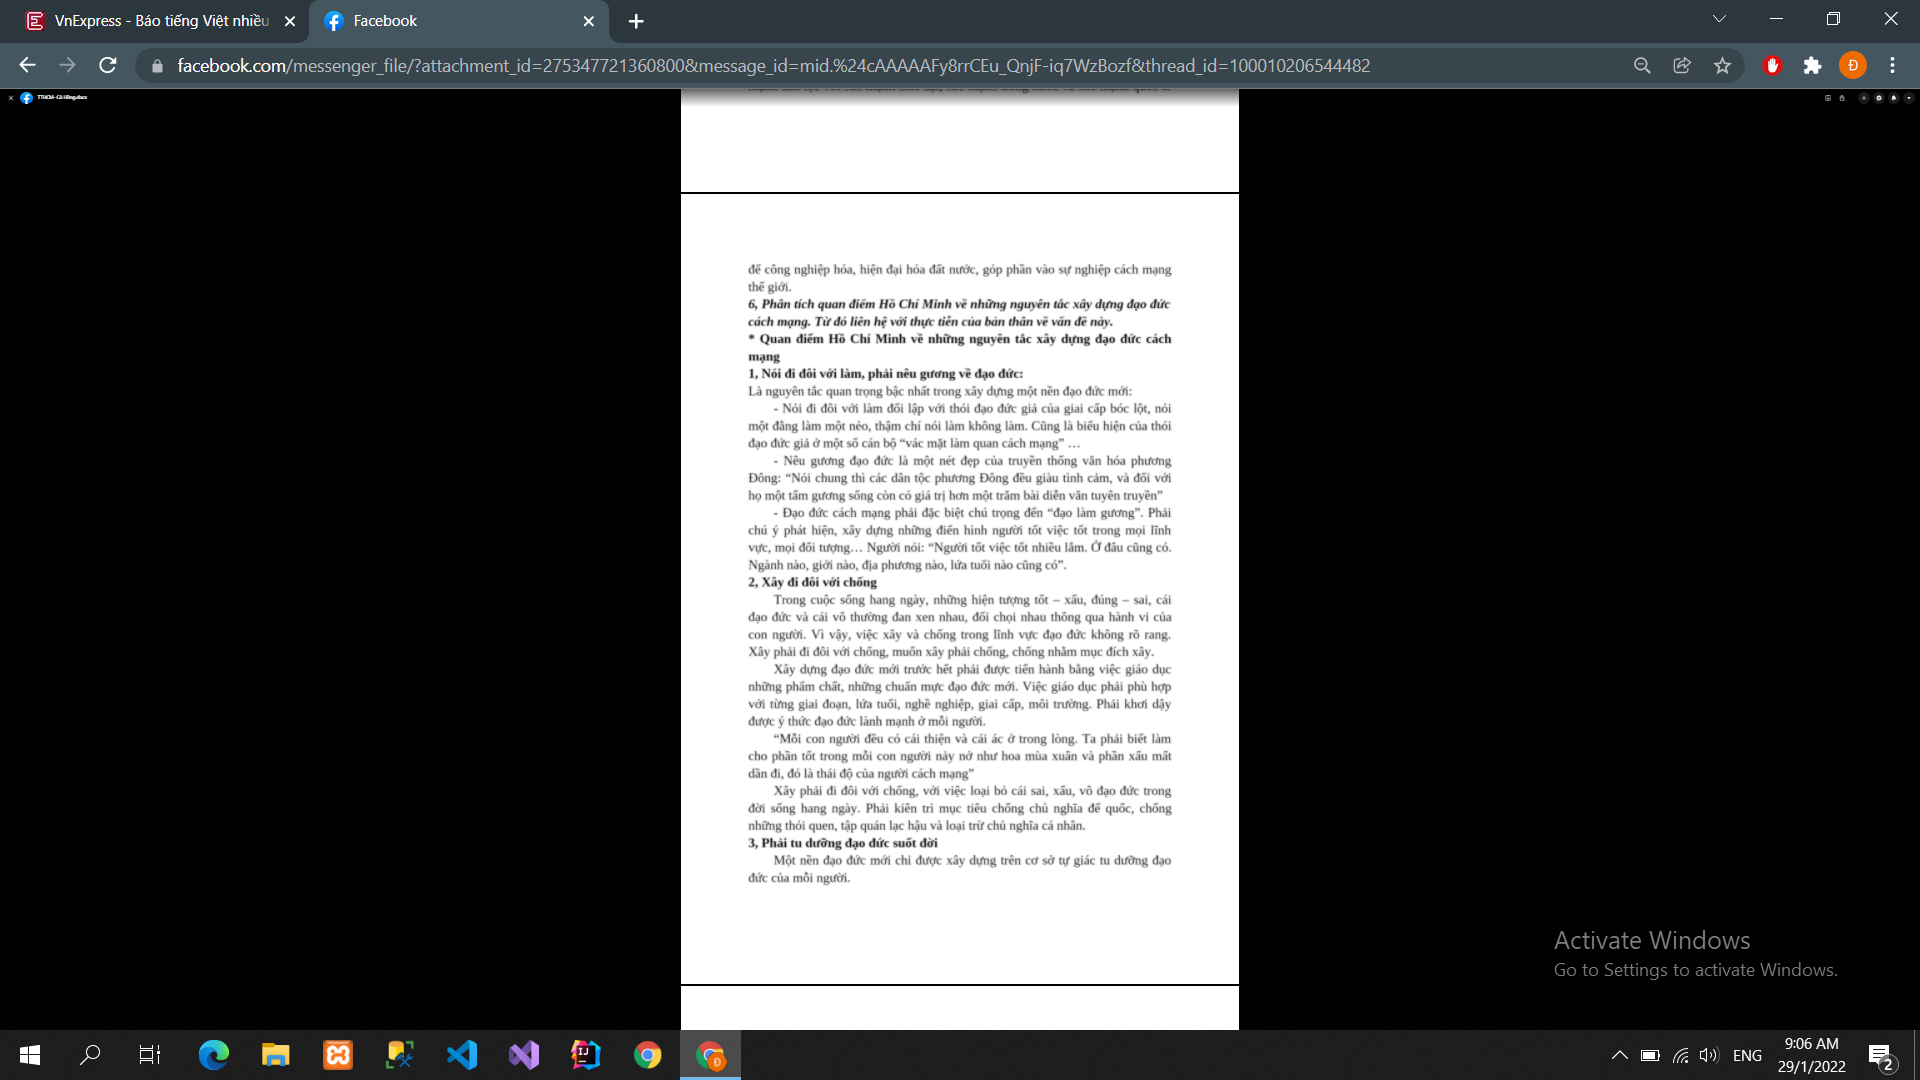 VnExpress - Báo tiếng Việt nhiều
Facebook
facebook.com/messenger_file/?attachment_id=275347721360800&message_id=mid.%24cAAAAAFy8rrCEu_QnjF-iq7WzBozf&thread_id=100010206544482
Đ
TTHCM- Cô Hồng.docx
để công nghiệp hóa, hiện đại hóa đất nước, góp phần vào sự nghiệp cách mạng
thế giới.
6, Phân tích quan điểm Hồ Chí Minh về những nguyên tắc xây dựng đạo đức
cách mạng. Từ đó liên hệ với thực tiễn của bản thân về vấn đề này.
* Quan điểm Hồ Chí Minh về những nguyên tắc xây dựng đạo đức cách
mạng
1, Nói đi đôi với làm, phải nêu gương về đạo đức:
Là nguyên tắc quan trọng bậc nhất trong xây dựng một nền đạo đức mới:
- Nói đi đôi với làm đối lập với thói đạo đức giả của giai cấp bóc lột, nói
một đằng làm một nẻo, thậm chí nói làm không làm. Cũng là biểu hiện của thói
đạo đức giả ở một số cán bộ “vác mặt làm quan cách mạng” …
- Nêu gương đạo đức là một nét đẹp của truyền thống văn hóa phương
Đông: “Nói chung thì các dân tộc phương Đông đều giàu tình cảm, và đối với
họ một tấm gương sống còn có giá trị hơn một trăm bài diễn văn tuyên truyền”
- Đạo đức cách mạng phải đặc biệt chú trọng đến “đạo làm gương”. Phải
chú ý phát hiện, xây dựng những điển hình người tốt việc tốt trong mọi lĩnh
vực, mọi đối tượng… Người nói: “Người tốt việc tốt nhiều lắm. Ở đâu cũng có.
Ngành nào, giới nào, địa phương nào, lứa tuổi nào cũng có”.
2, Xây đi đôi với chống
Trong cuộc sống hang ngày, những hiện tượng tốt – xấu, đúng – sai, cái
đạo đức và cái vô thường đan xen nhau, đối chọi nhau thông qua hành vi của
con người. Vì vậy, việc xây và chống trong lĩnh vực đạo đức không rõ rang.
Xây phải đi đôi với chống, muốn xây phải chống, chống nhằm mục đích xây.
Xây dựng đạo đức mới trước hết phải được tiến hành bằng việc giáo dục
những phẩm chất, những chuẩn mực đạo đức mới. Việc giáo dục phải phù hợp
với từng giai đoạn, lứa tuổi, nghề nghiệp, giai cấp, môi trường. Phải khơi dậy
được ý thức đạo đức lành mạnh ở mỗi người.
“Mỗi con người đều có cái thiện và cái ác ở trong lòng. Ta phải biết làm
cho phần tốt trong mỗi con người nảy nở như hoa mùa xuân và phần xấu mất
dần đi, đó là thái độ của người cách mạng”
Xây phải đi đôi với chống, với việc loại bỏ cái sai, xấu, vô đạo đức trong
đời sống hang ngày. Phải kiên trì mục tiêu chống chủ nghĩa đế quốc, chống
những thói quen, tập quán lạc hậu và loại trừ chủ nghĩa cá nhân.
3, Phải tu dưỡng đạo đức suốt đời
Một nền đạo đức mới chỉ được xây dựng trên cơ sở tự giác tu dưỡng đạo
đức của mỗi người.
Activate Windows
Go to Settings to activate Windows.
ENG
9:06 AM
29/1/2022
2